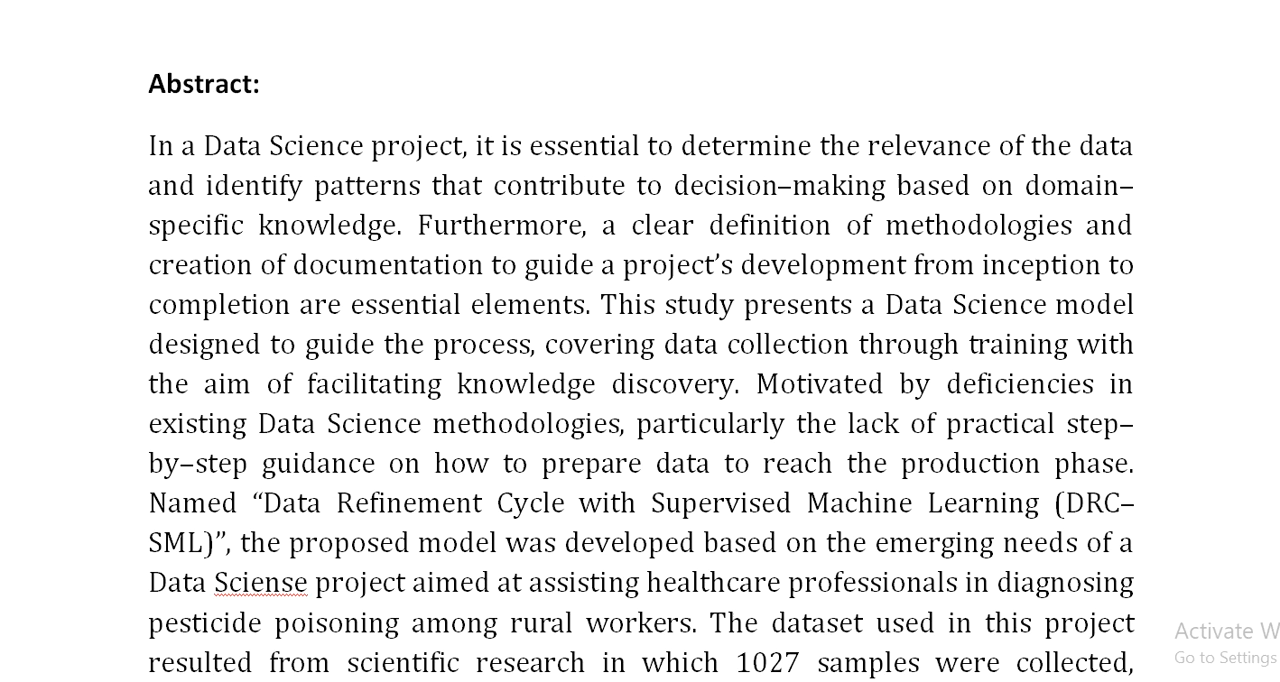 Abstract:
In a Data Science project, it is essential to determine the relevance of the data
and identify patterns that contribute to decision–making based on domain–
specific knowledge. Furthermore, a clear definition of methodologies and
creation of documentation to guide a project’s development from inception to
completion are essential elements. This study presents a Data Science model
designed to guide the process, covering data collection through training with
the aim of facilitating knowledge discovery. Motivated by deficiencies in
existing Data Science methodologies, particularly the lack of practical step–
by–step guidance on how to prepare data to reach the production phase.
Named “Data Refinement Cycle with Supervised Machine Learning (DRC–
SML)”, the proposed model was developed based on the emerging needs of a
Data Sciense project aimed at assisting healthcare professionals in diagnosing
pesticide poisoning among rural workers. The dataset used in this project
resulted from scientific research in which 1027 samples were collected,
Activate W
Go to Settings